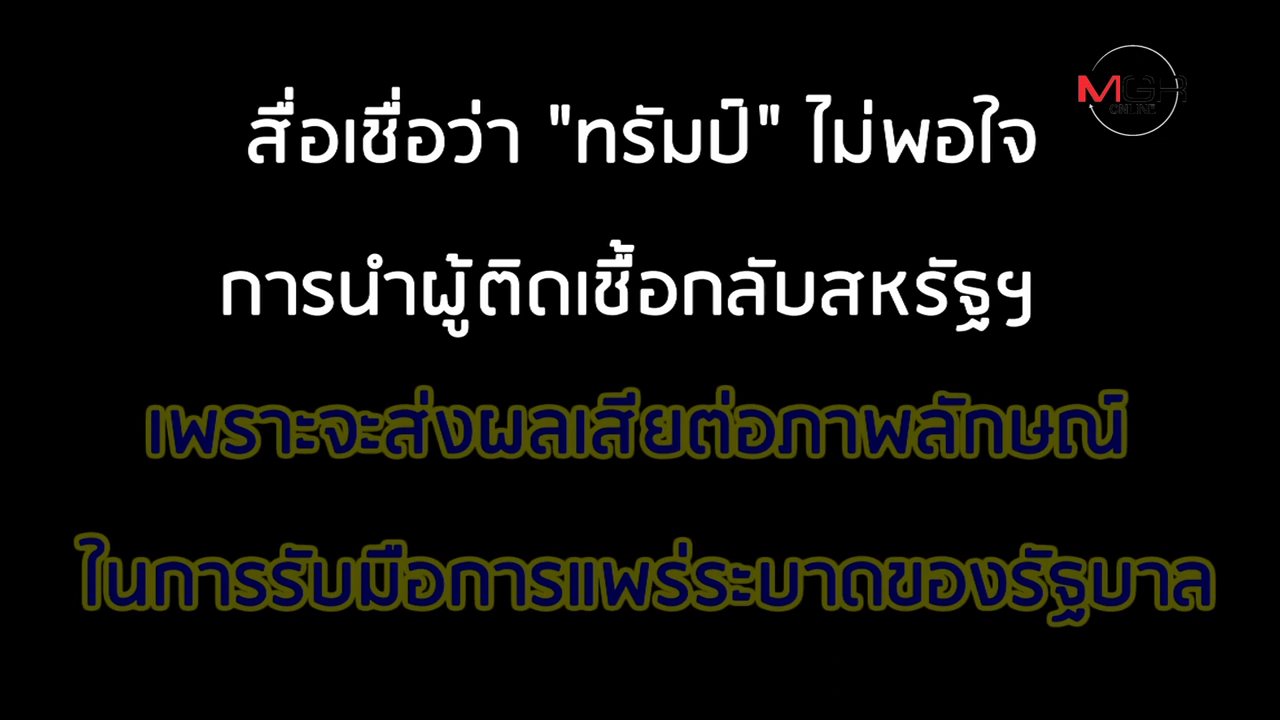 MGR
ONLINE
สื่อเชื่อว่า "ทรัมป์" ไม่พอใจ
การนำผู้ติดเชื้อกลับสหรัฐฯ
เพราะจะส่งผลเสียต่อภาพลักษณ์
ในการรับมือการแพร่ระบาดของรัฐบาล